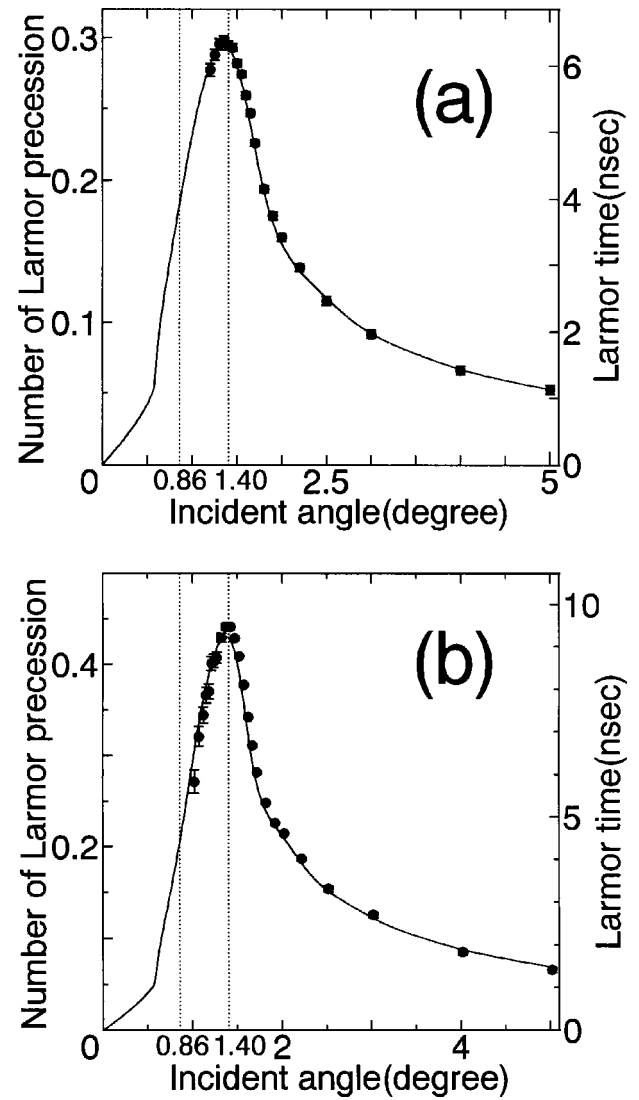 (a)
Number of Larmor precession
0.3
0.2
0.1
0
0.86 1.40 2.5 5
Incident angle(degree)
6
4
2
0
Larmor time(nsec)
(b)
Number of Larmor precession
0.4
0.2
0
0.86 1.40 2 4
Incident angle(degree)
10
5
0
Larmor time(nsec)